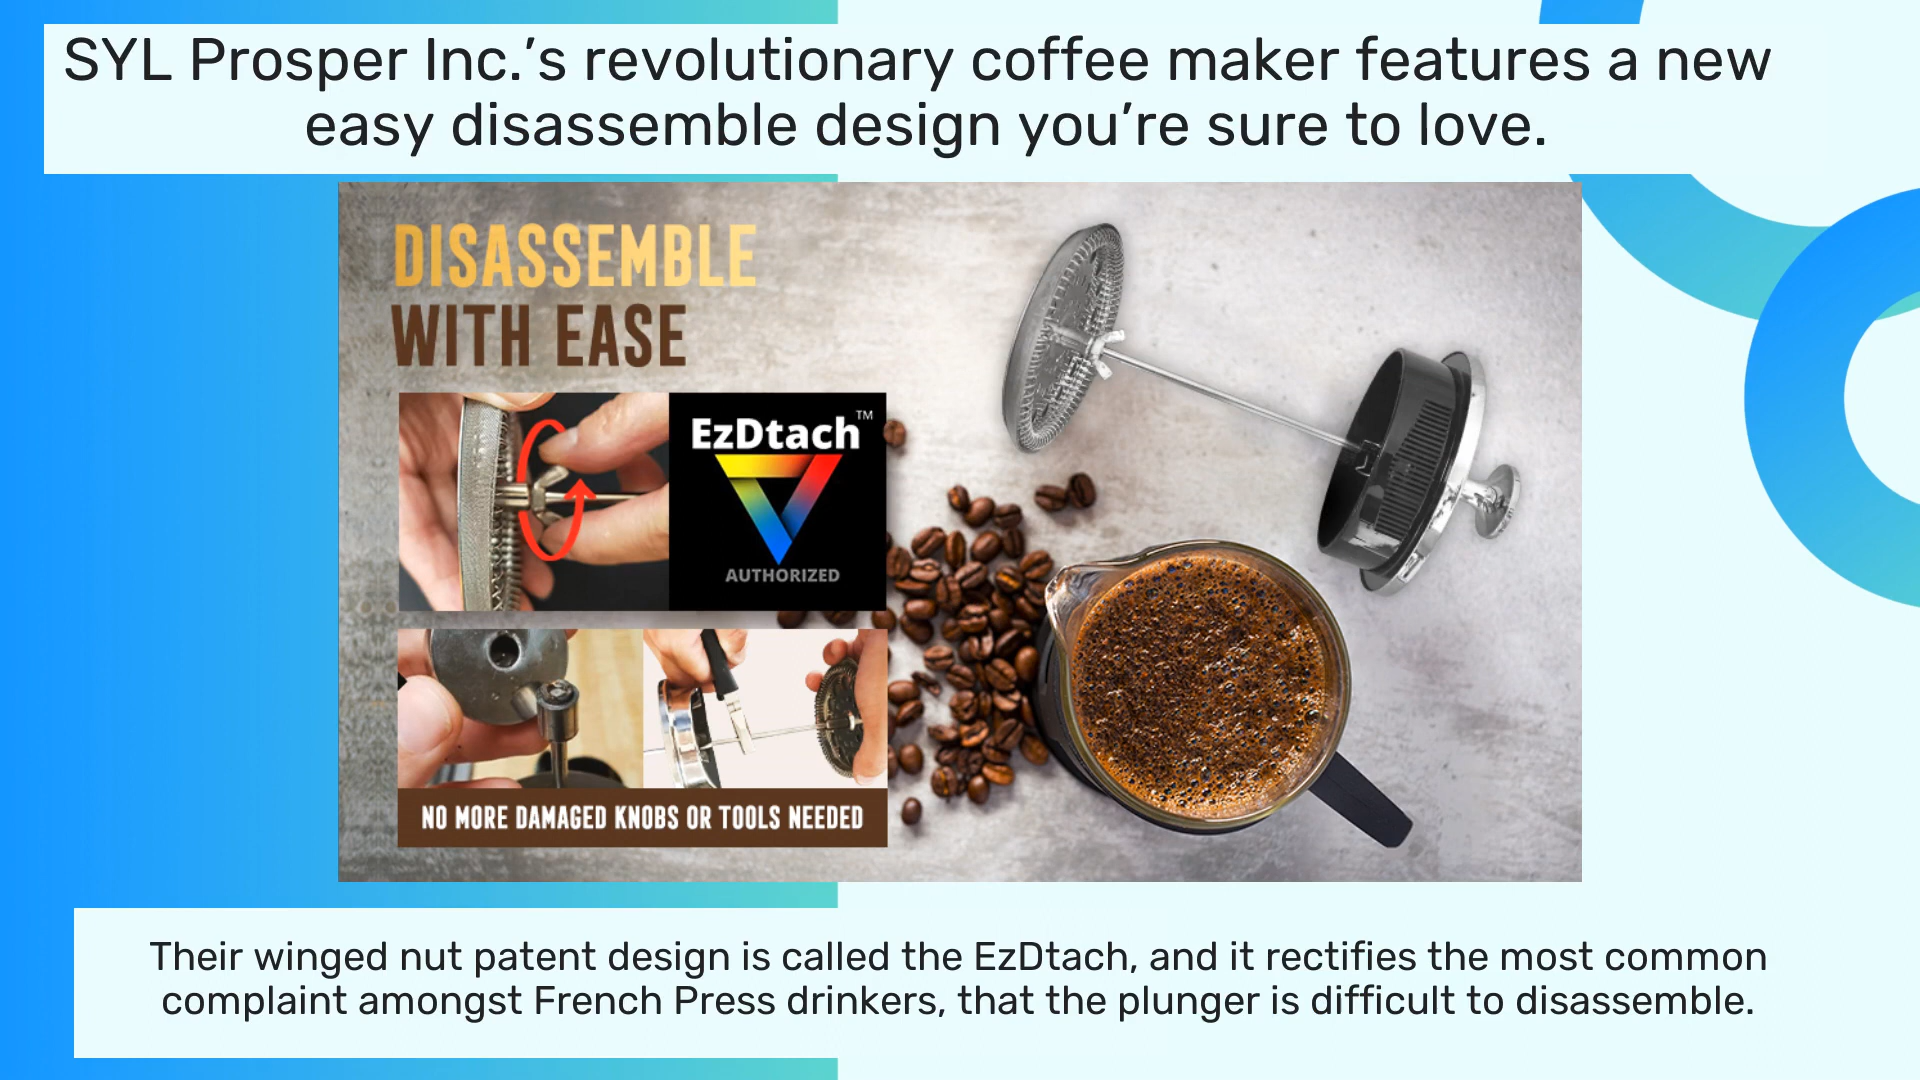 SYL Prosper Inc.’s revolutionary coffee maker features a new
easy disassemble design you’re sure to love.
DISASSEMBLE
WITH EASE
EzDtach™
AUTHORIZED
NO MORE DAMAGED KNOBS OR TOOLS NEEDED
Their winged nut patent design is called the EzDtach, and it rectifies the most common
complaint amongst French Press drinkers, that the plunger is difficult to disassemble.